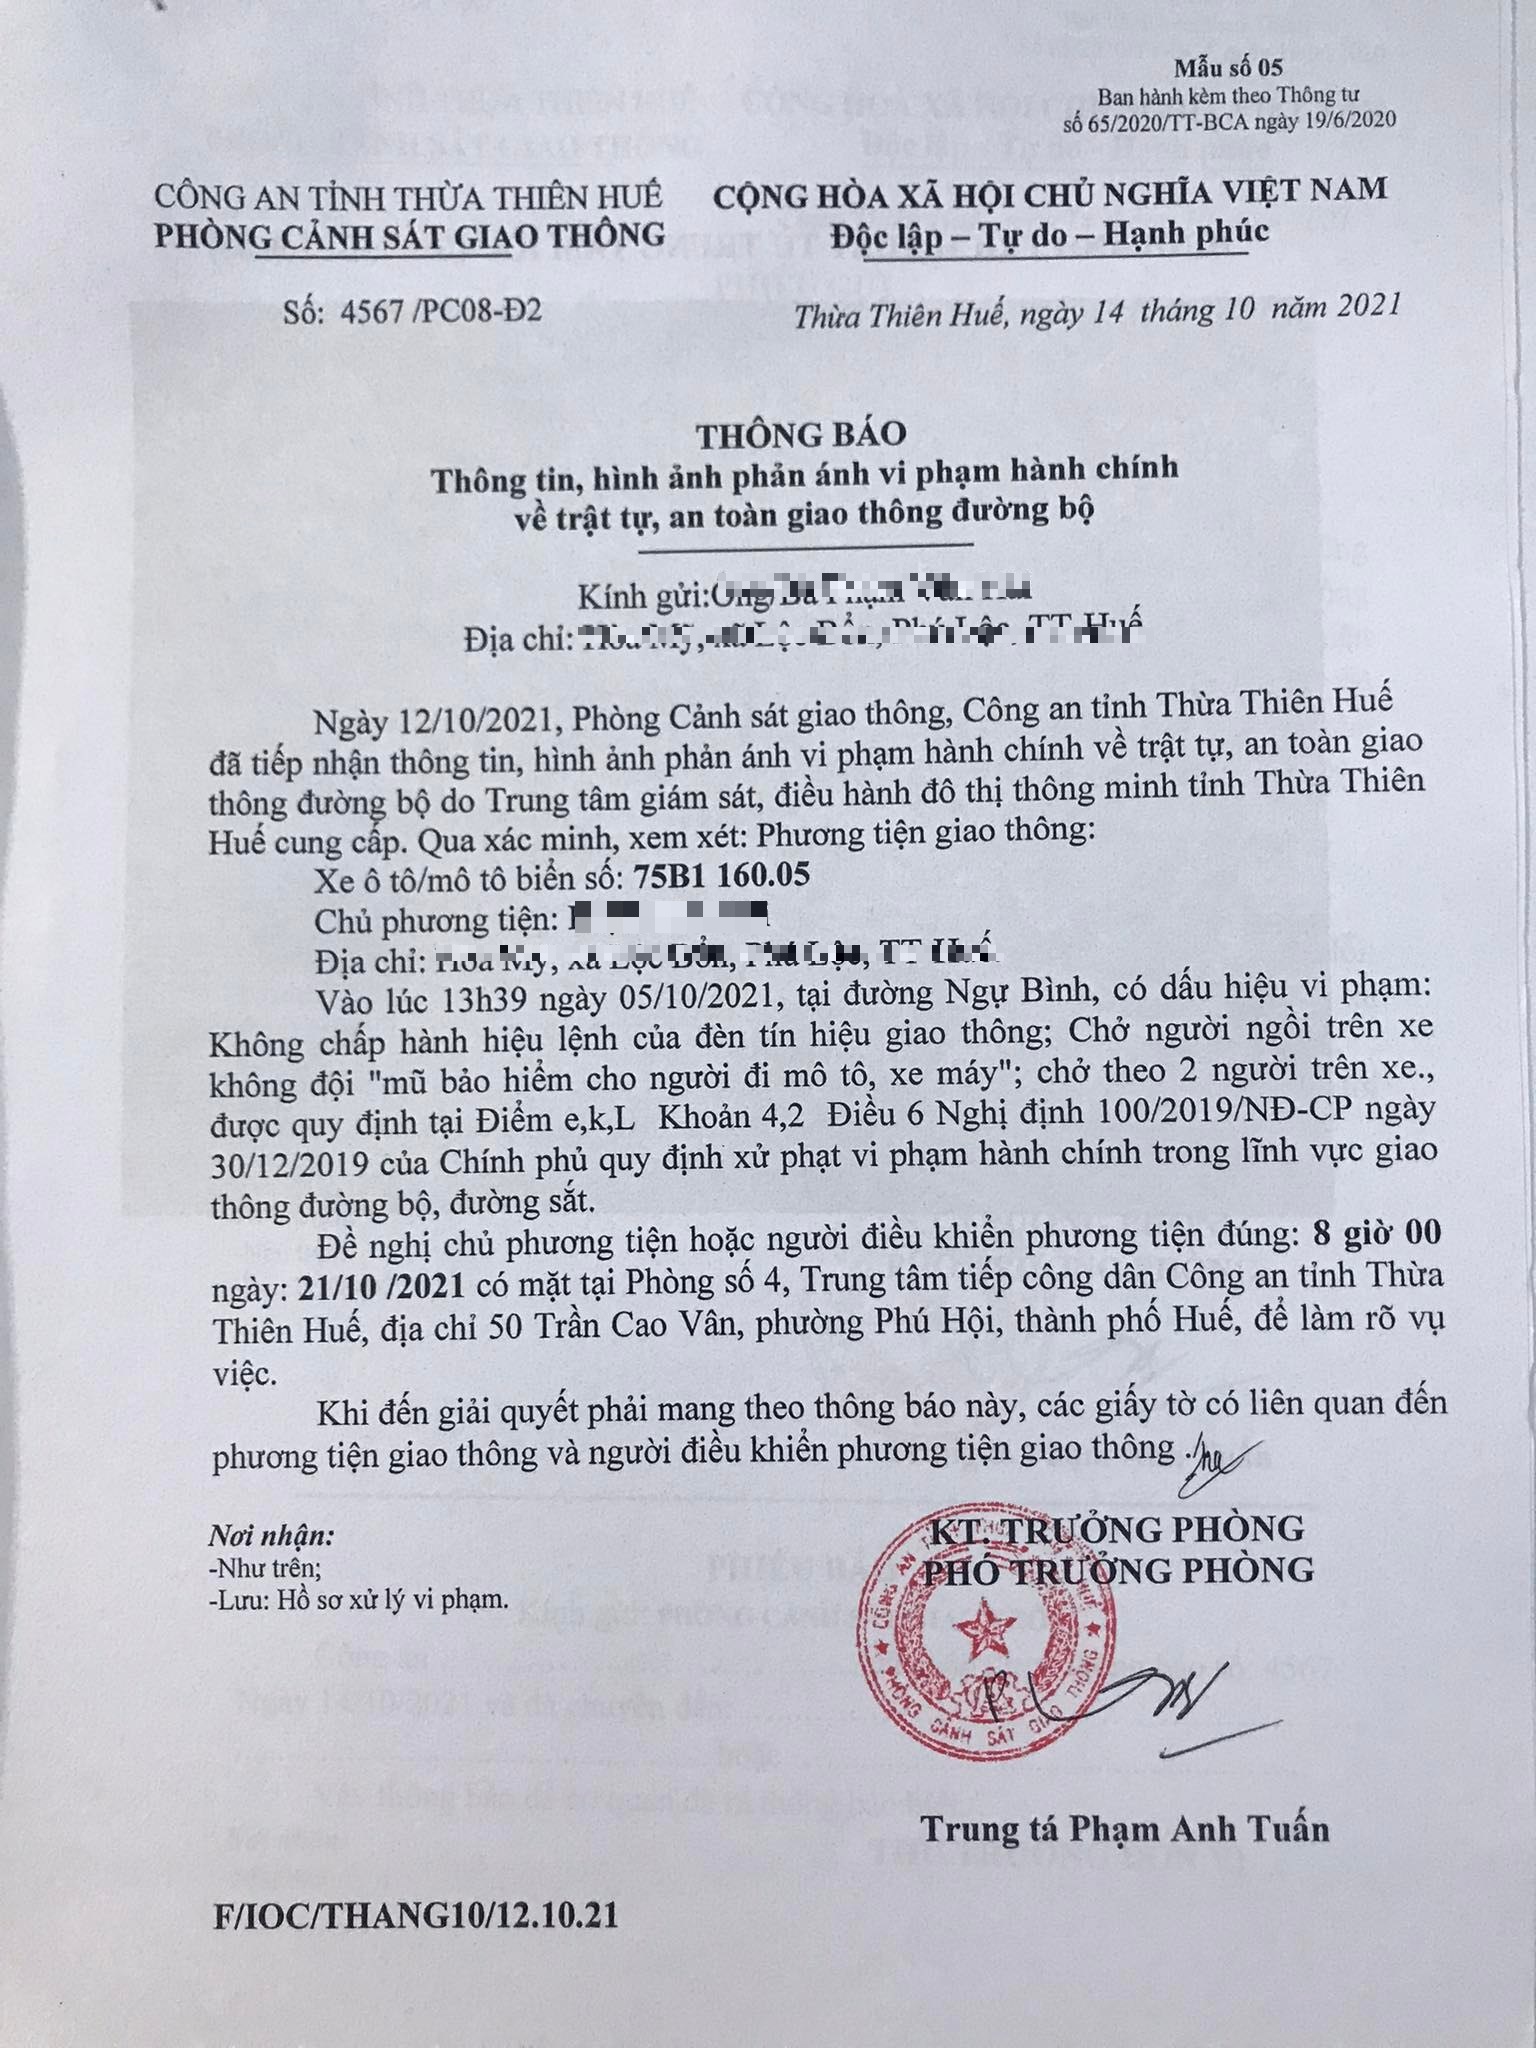 Mẫu số 05
Ban hành kèm theo Thông tư
số 65/2020/TT-BCA ngày 19/6/2020
CÔNG AN TỈNH THỪA THIÊN HUẾ
PHÒNG CẢNH SÁT GIAO THÔNG
CỘNG HÒA XÃ HỘI CHỦ NGHĨA VIỆT NAM
Độc lập – Tự do – Hạnh phúc
Số: 4567 /PC08-Đ2
Thừa Thiên Huế, ngày 14 tháng 10 năm 2021
THÔNG BÁO
Thông tin, hình ảnh phản ánh vi phạm hành chính
về trật tự, an toàn giao thông đường bộ
Kính gửi:
Địa chỉ:
Ngày 12/10/2021, Phòng Cảnh sát giao thông, Công an tỉnh Thừa Thiên Huế
đã tiếp nhận thông tin, hình ảnh phản ánh vi phạm hành chính về trật tự, an toàn giao
thông đường bộ do Trung tâm giám sát, điều hành đô thị thông minh tỉnh Thừa Thiên
Huế cung cấp. Qua xác minh, xem xét: Phương tiện giao thông:
Xe ô tô/mô tô biển số: 75B1 160.05
Chủ phương tiện:
Địa chỉ:
Vào lúc 13h39 ngày 05/10/2021, tại đường Ngự Bình, có dấu hiệu vi phạm:
Không chấp hành hiệu lệnh của đèn tín hiệu giao thông; Chở người ngồi trên xe
không đội "mũ bảo hiểm cho người đi mô tô, xe máy"; chở theo 2 người trên xe.,
được quy định tại Điểm e,k,L Khoản 4,2 Điều 6 Nghị định 100/2019/NĐ-CP ngày
30/12/2019 của Chính phủ quy định xử phạt vi phạm hành chính trong lĩnh vực giao
thông đường bộ, đường sắt.
Đề nghị chủ phương tiện hoặc người điều khiển phương tiện đúng: 8 giờ 00
ngày: 21/10 /2021 có mặt tại Phòng số 4, Trung tâm tiếp công dân Công an tỉnh Thừa
Thiên Huế, địa chỉ 50 Trần Cao Vân, phường Phú Hội, thành phố Huế, để làm rõ vụ
việc.
Khi đến giải quyết phải mang theo thông báo này, các giấy tờ có liên quan đến
phương tiện giao thông và người điều khiển phương tiện giao thông .
Nơi nhận:
-Như trên;
-Lưu: Hồ sơ xử lý vi phạm.
KT. TRƯỞNG PHÒNG
PHÓ TRƯỞNG PHÒNG
PHÒNG CẢNH SÁT GIAO THÔNG
Trung tá Phạm Anh Tuấn
F/IOC/THANG10/12.10.21